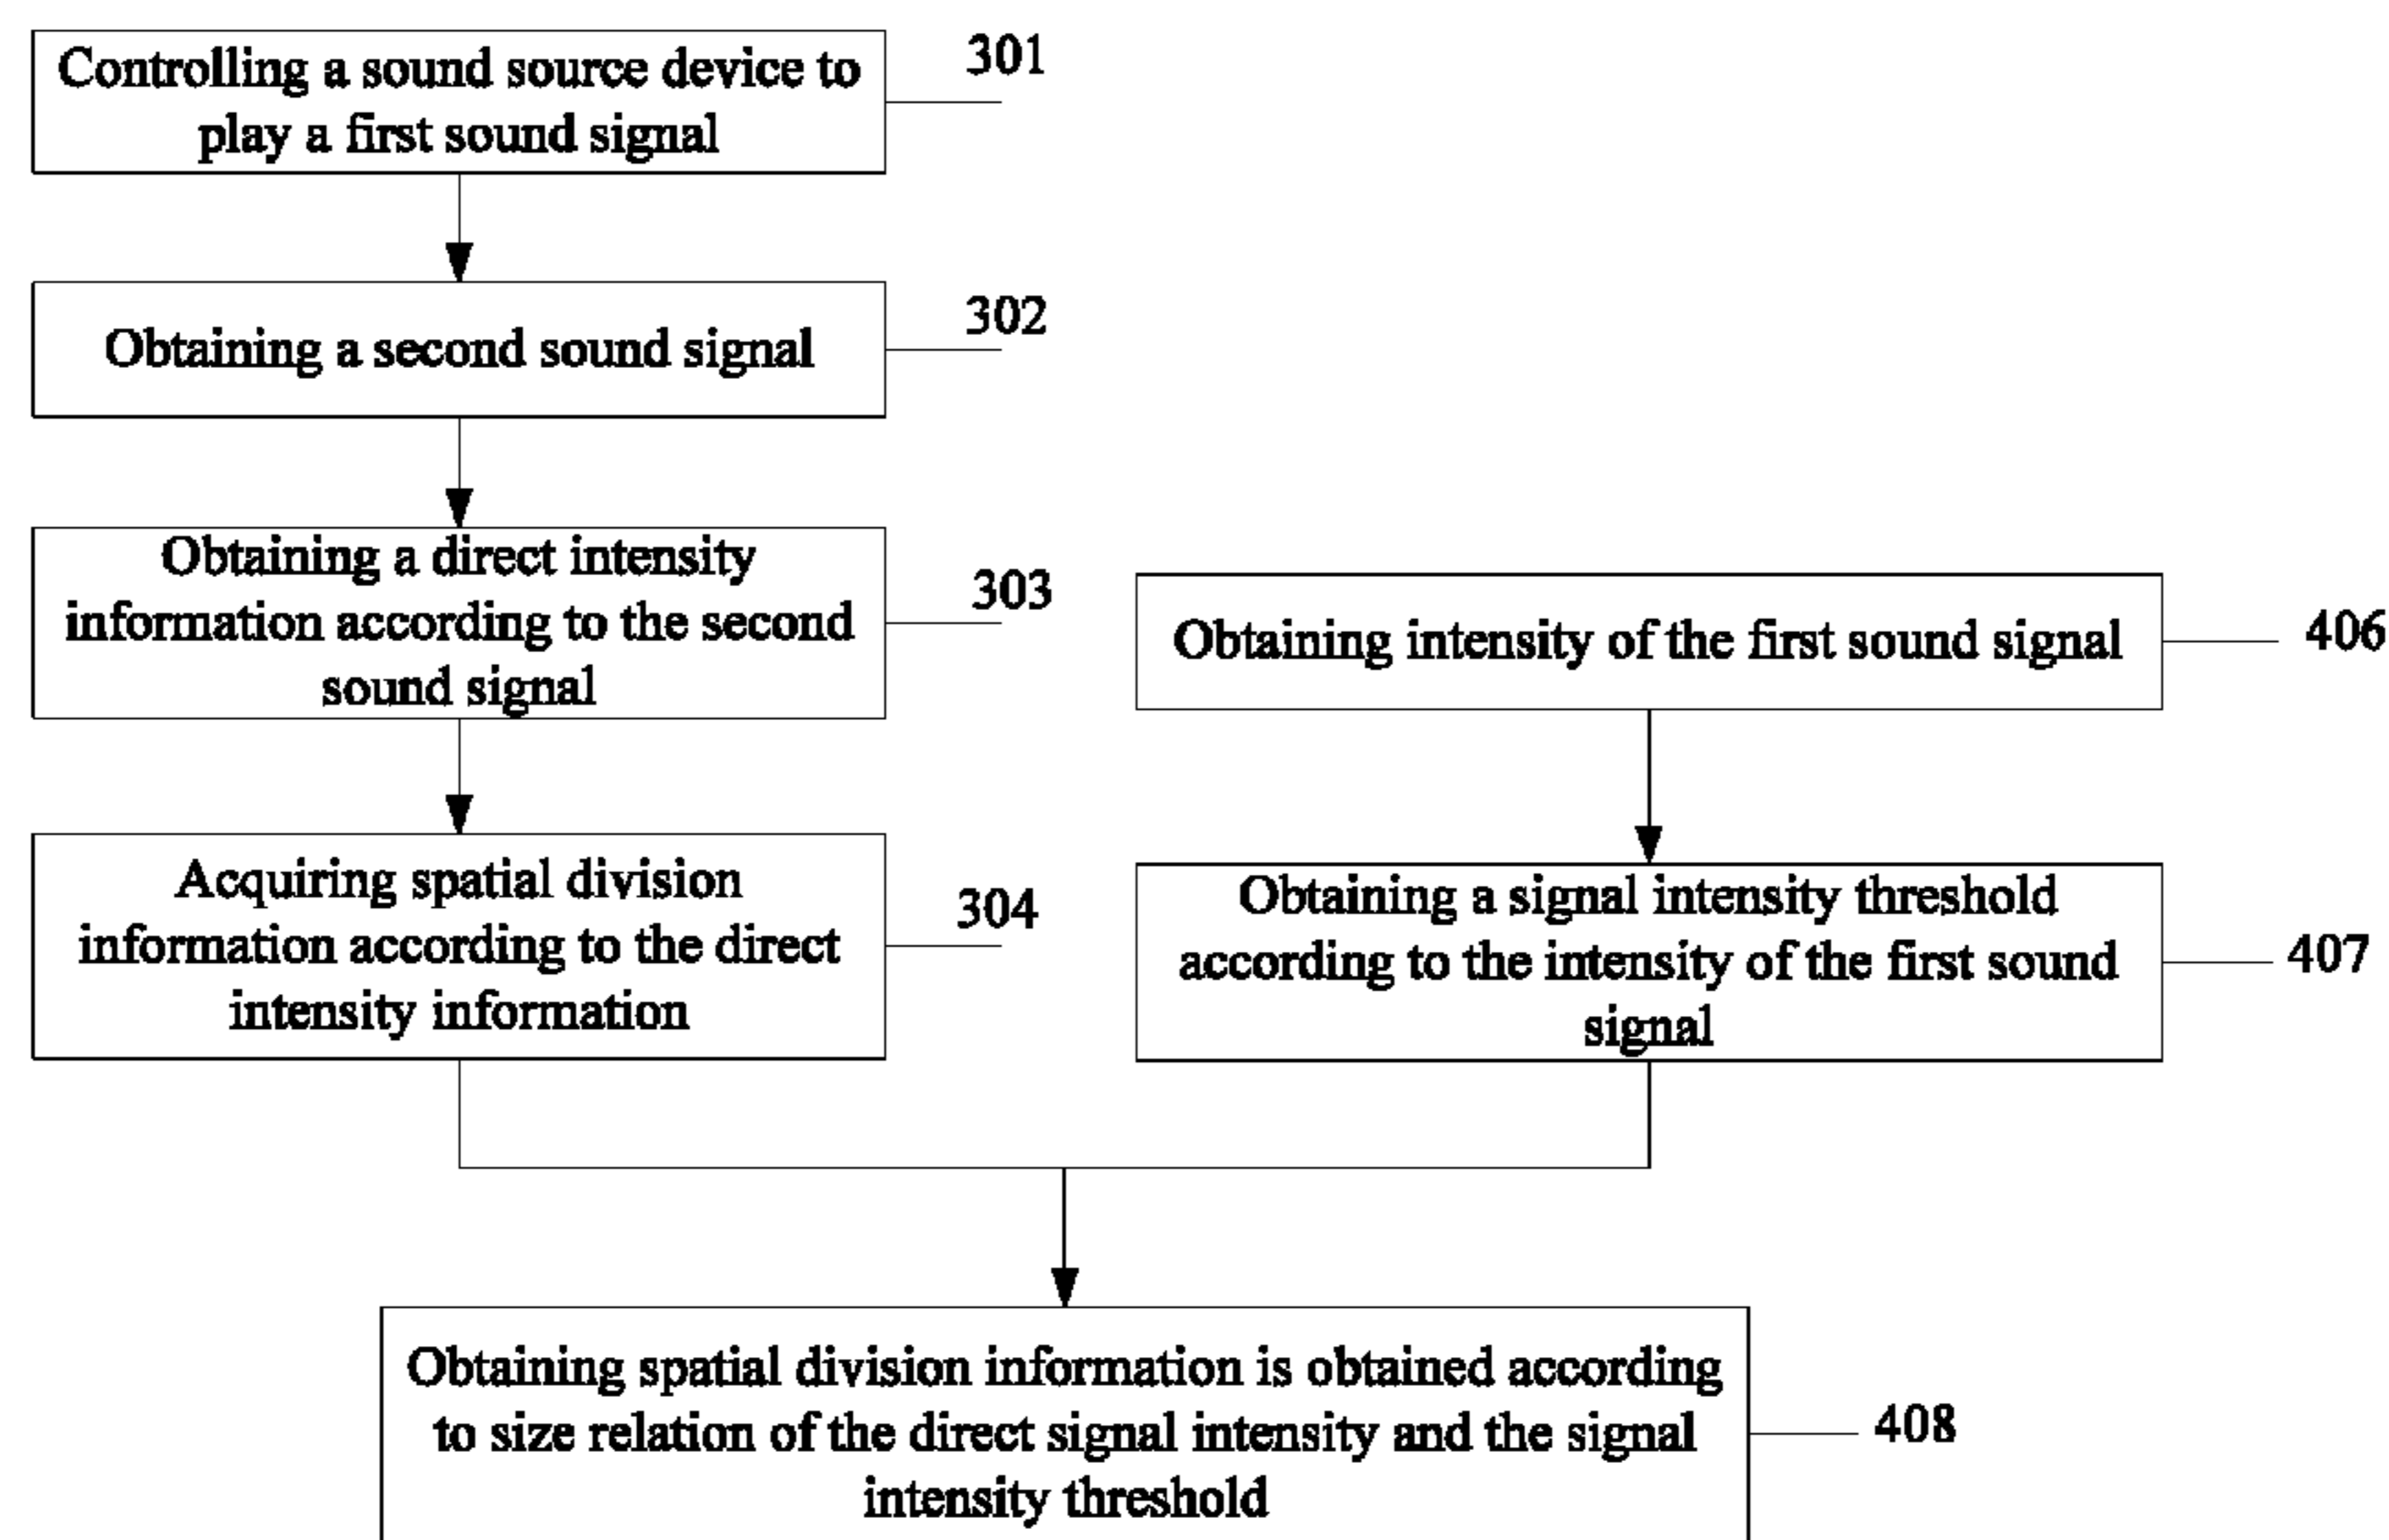 Controlling a sound source device to
play a first sound signal
301
Obtaining a second sound signal
302
Obtaining a direct intensity
information according to the second
sound signal
303
Acquiring spatial division
information according to the direct
intensity information
304
Obtaining intensity of the first sound signal
406
Obtaining a signal intensity threshold
according to the intensity of the first sound
signal
407
Obtaining spatial division information is obtained according
to size relation of the direct signal intensity and the signal
intensity threshold
408